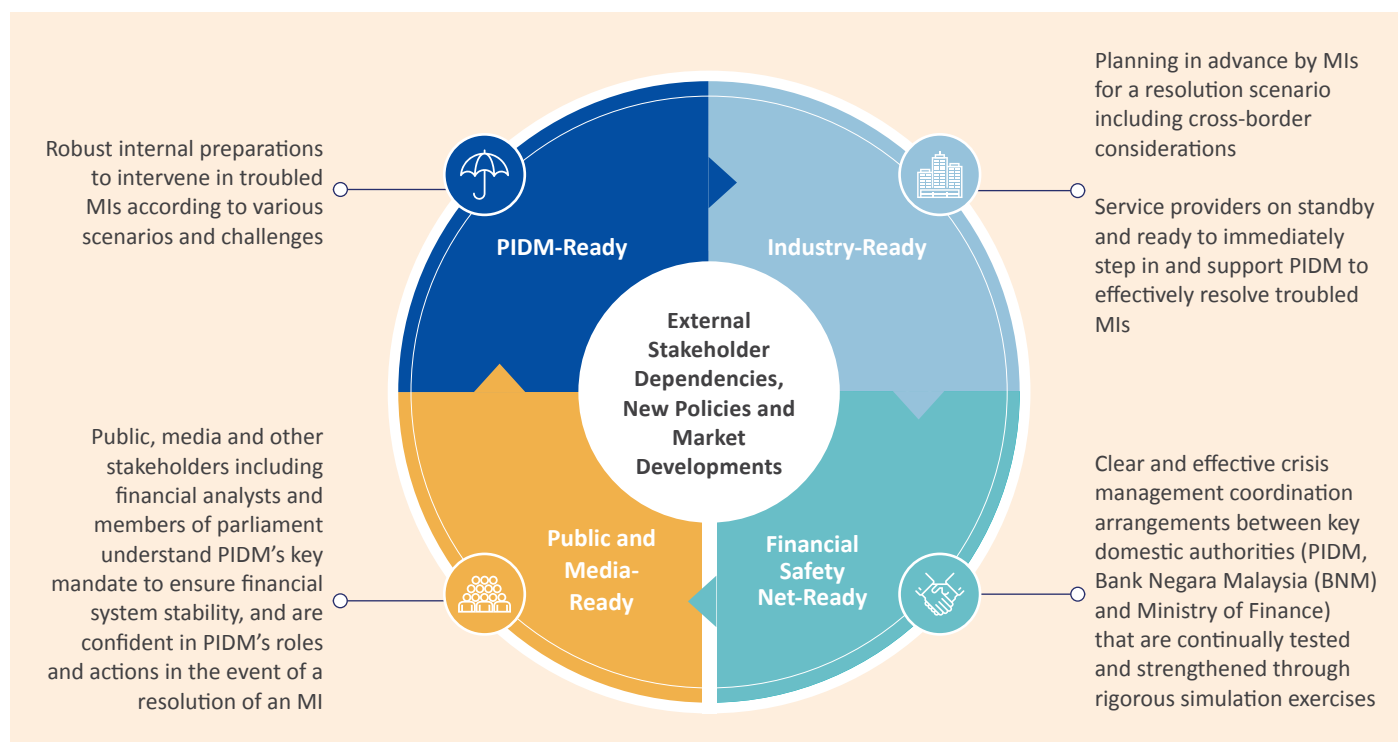 Robust internal preparations
to intervene in troubled
MIs according to various
scenarios and challenges
PIDM-Ready
Industry-Ready
Planning in advance by MIs
for a resolution scenario
including cross-border
considerations
Service providers on standby
and ready to immediately
step in and support PIDM to
effectively resolve troubled
MIs
External
Stakeholder
Dependencies,
New Policies and
Market
Developments
Public, media and other
stakeholders including
financial analysts and
members of parliament
understand PIDM’s key
mandate to ensure financial
system stability, and are
confident in PIDM’s roles
and actions in the event of a
resolution of an MI
Public and
Media-
Ready
Financial
Safety
Net-Ready
Clear and effective crisis
management coordination
arrangements between key
domestic authorities (PIDM,
Bank Negara Malaysia (BNM)
and Ministry of Finance)
that are continually tested
and strengthened through
rigorous simulation exercises